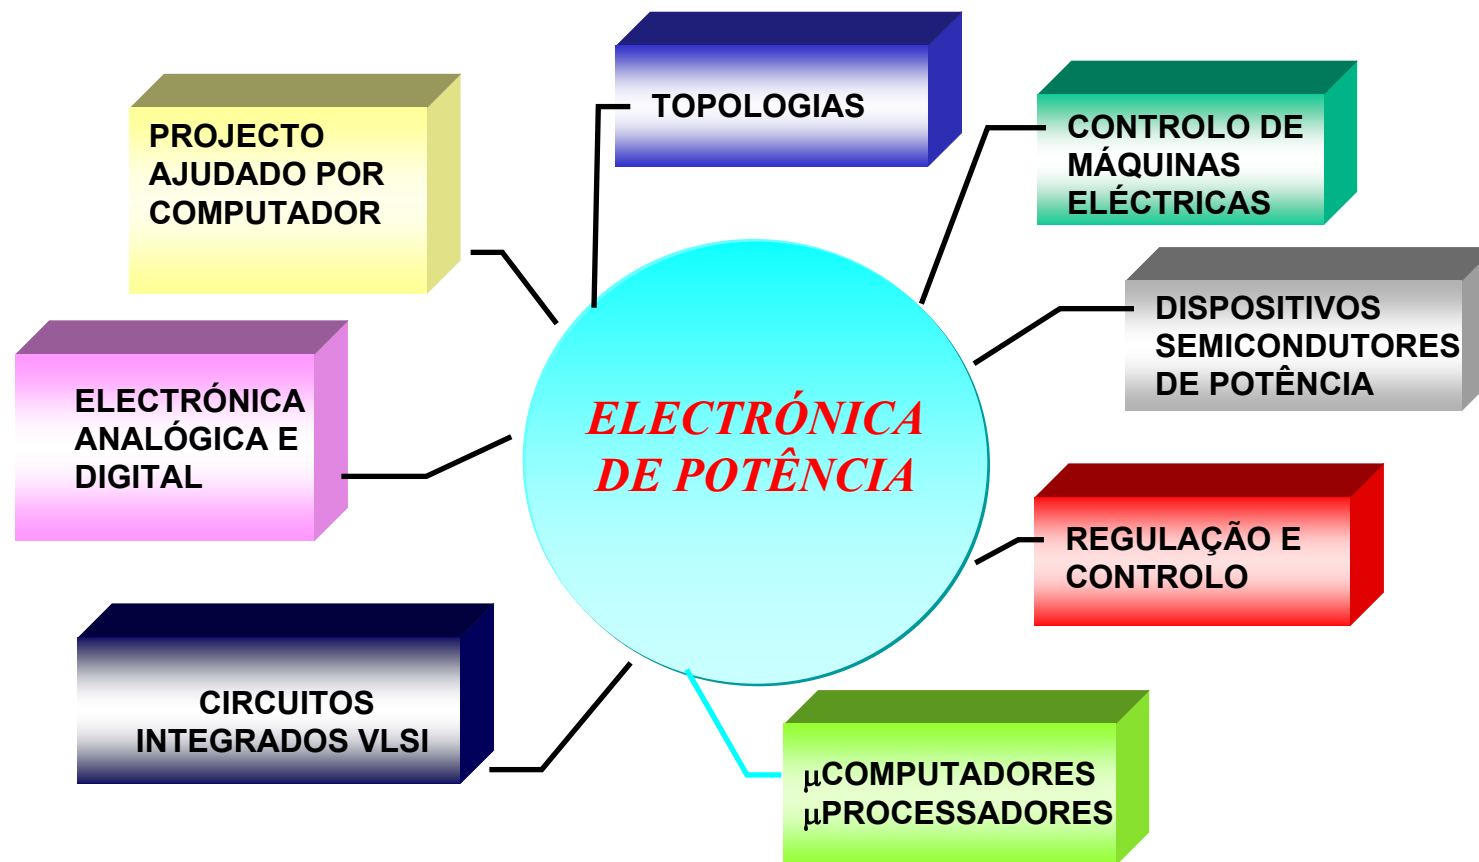 TOPOLOGIAS
PROJECTO
AJUDADO POR
COMPUTADOR
CONTROLO DE
MÁQUINAS
ELÉCTRICAS
DISPOSITIVOS
SEMICONDUTORES
DE POTÊNCIA
ELECTRÓNICA
ANALÓGICA E
DIGITAL
ELECTRÓNICA
DE POTÊNCIA
REGULAÇÃO E
CONTROLO
CIRCUITOS
INTEGRADOS VLSI
μCOMPUTADORES
μPROCESSADORES